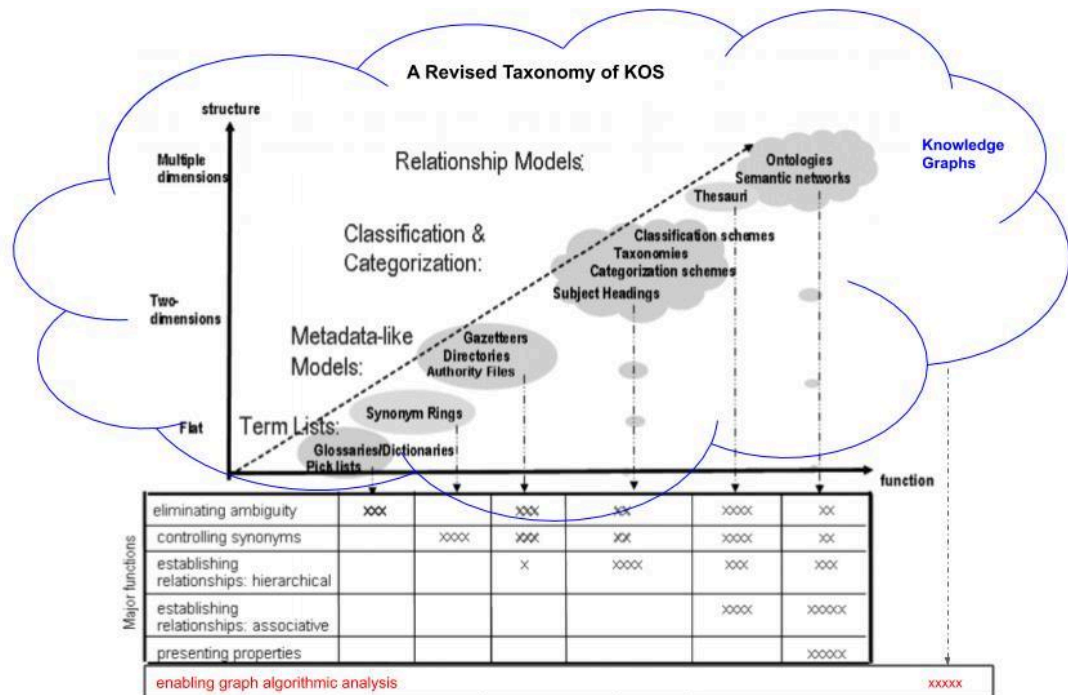 A Revised Taxonomy of KOS
structure
Multiple
dimensions
Relationship Models:
Ontologies
Semantic networks
Knowledge
Graphs
Thesauri
Classification &
Categorization:
Classification schemes
Taxonomies
Categorization schemes
Subject Headings
Two-
dimensions
Metadata-like
Models:
Gazetteers
Directories
Authority Files
Synonym Rings
Flat
Term Lists:
Glossaries/Dictionaries
Pick lists
function
Major functions
eliminating ambiguity XXX XXX XX XXXX XX
controlling synonyms XXXX XXX XX XXXX XX
establishing
relationships: hierarchical X XXXX XXX XXX
establishing
relationships: associative XXXX XXXXX
presenting properties XXXXX
enabling graph algorithmic analysis xxxxx